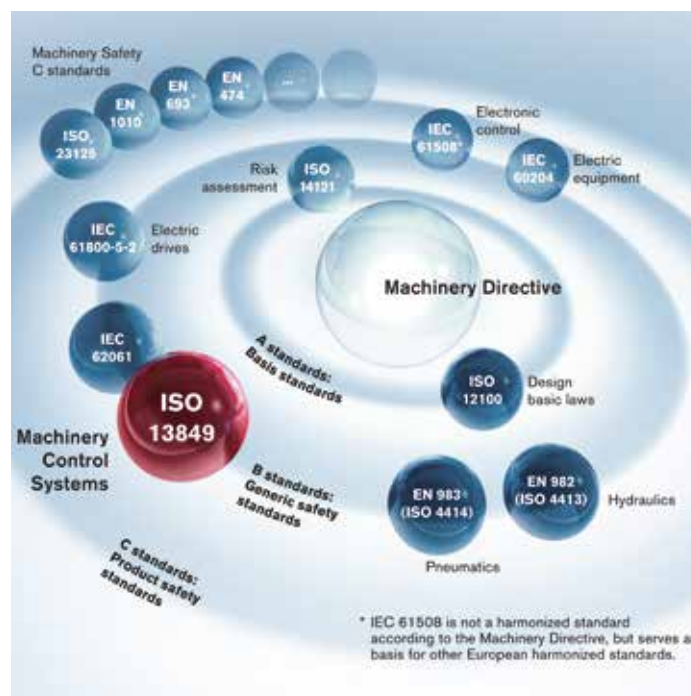 Machinery Safety
C standards
ISO
23125
EN
1010
EN
693
EN
474
...
Electronic
control
IEC
61508*
IEC
60204
Electric
equipment
Risk
assessment
ISO
14121
IEC
61800-5-2
Electric
drives
Machinery Directive
IEC
62061
A standards:
Basis standards
ISO
12100
Design
basic laws
ISO
13849
Machinery
Control
Systems
B standards:
Generic safety
standards
EN 983
(ISO 4414)
EN 982
(ISO 4413)
Hydraulics
Pneumatics
C standards:
Product safety
standards
* IEC 61508 is not a harmonized standard
according to the Machinery Directive, but serves a
basis for other European harmonized standards.